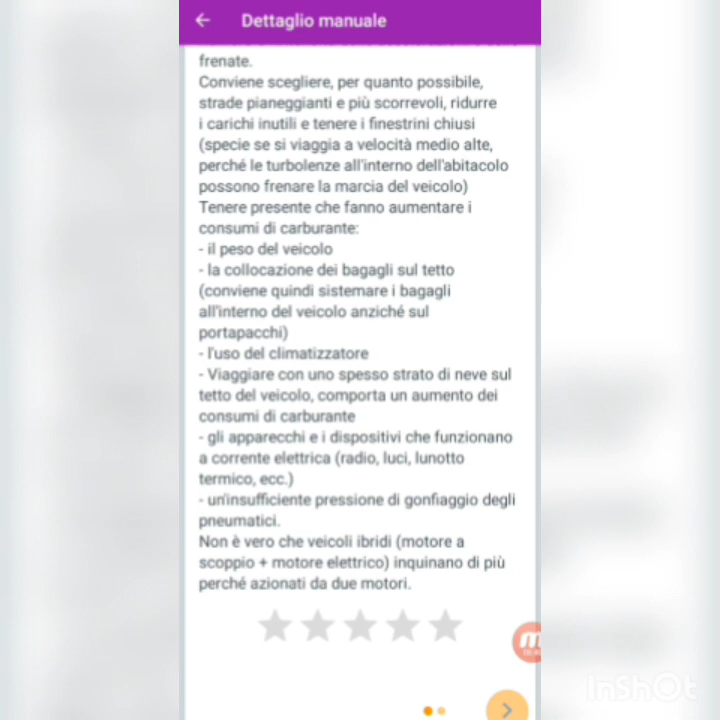 Dettaglio manuale
frenate.
Conviene scegliere, per quanto possibile,
strade pianeggianti e più scorrevoli, ridurre
i carichi inutili e tenere i finestrini chiusi
(specie se si viaggia a velocità medio alte,
perché le turbolenze all'interno dell'abitacolo
possono frenare la marcia del veicolo)
Tenere presente che fanno aumentare i
consumi di carburante:
- il peso del veicolo
- la collocazione dei bagagli sul tetto
(conviene quindi sistemare i bagagli
all'interno del veicolo anziché sul
portapacchi)
- l'uso del climatizzatore
- Viaggiare con uno spesso strato di neve sul
tetto del veicolo, comporta un aumento dei
consumi di carburante
- gli apparecchi e i dispositivi che funzionano
a corrente elettrica (radio, luci, lunotto
termico, ecc.)
- un'insufficiente pressione di gonfiaggio degli
pneumatici.
Non è vero che veicoli ibridi (motore a
scoppio + motore elettrico) inquinano di più
perché azionati da due motori.
InShOt